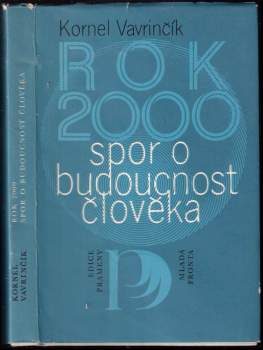 Kornel Vavrinčík
ROK
2000
spor o
budoucnost
člověka
EDICE
PRAMENY
MLADÁ
FRONTA
KORNEL
VAVRINČÍK
ROK 2000
SPOR O BUDOUCNOST ČLOVĚKA